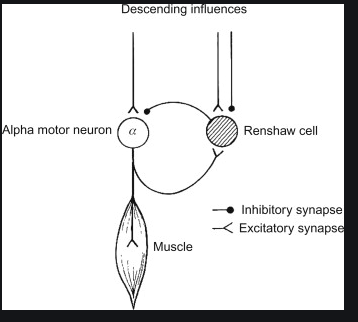 Descending influences
Alpha motor neuron
α
Renshaw cell
Inhibitory synapse
Excitatory synapse
Muscle